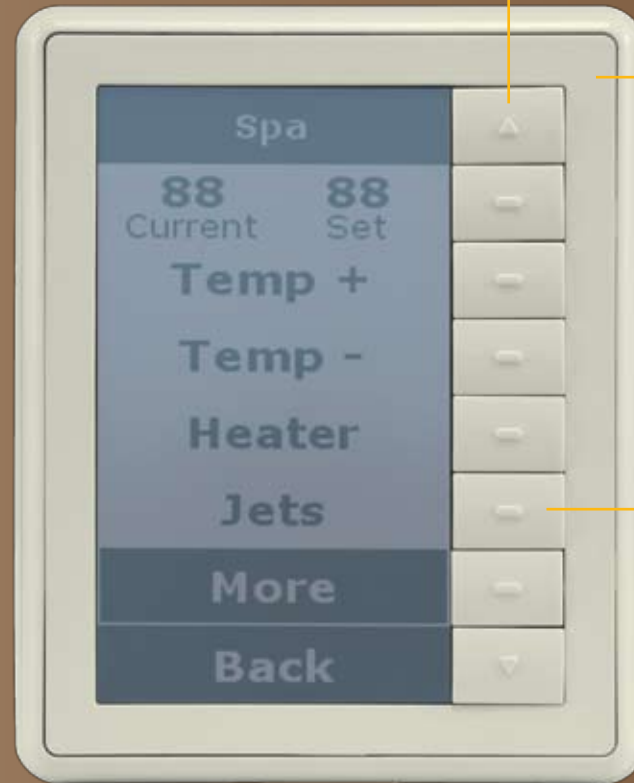 Spa
88 88
Current Set
Temp +
Temp -
Heater
Jets
More
Back